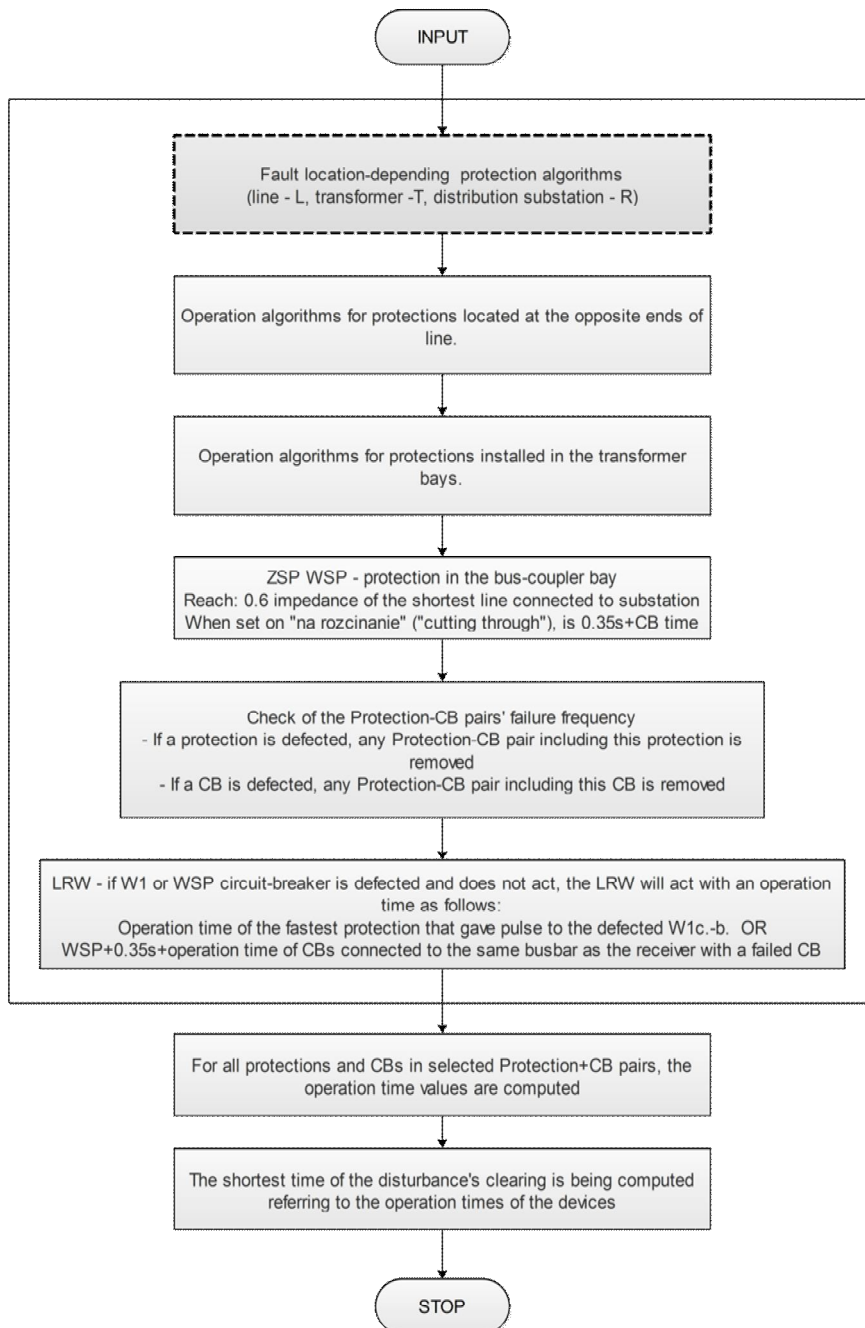 INPUT
Fault location-depending protection algorithms
(line - L, transformer -T, distribution substation - R)
Operation algorithms for protections located at the opposite ends of
line.
Operation algorithms for protections installed in the transformer
bays.
ZSP WSP - protection in the bus-coupler bay
Reach: 0.6 impedance of the shortest line connected to substation
When set on "na rozcinanie" ("cutting through"), is 0.35s+CB time
Check of the Protection-CB pairs' failure frequency
- If a protection is defected, any Protection-CB pair including this protection is
removed
- If a CB is defected, any Protection-CB pair including this CB is removed
LRW - if W1 or WSP circuit-breaker is defected and does not act, the LRW will act with an operation
time as follows:
Operation time of the fastest protection that gave pulse to the defected W1c.-b. OR
WSP+0.35s+operation time of CBs connected to the same busbar as the receiver with a failed CB
For all protections and CBs in selected Protection+CB pairs, the
operation time values are computed
The shortest time of the disturbance's clearing is being computed
referring to the operation times of the devices
STOP